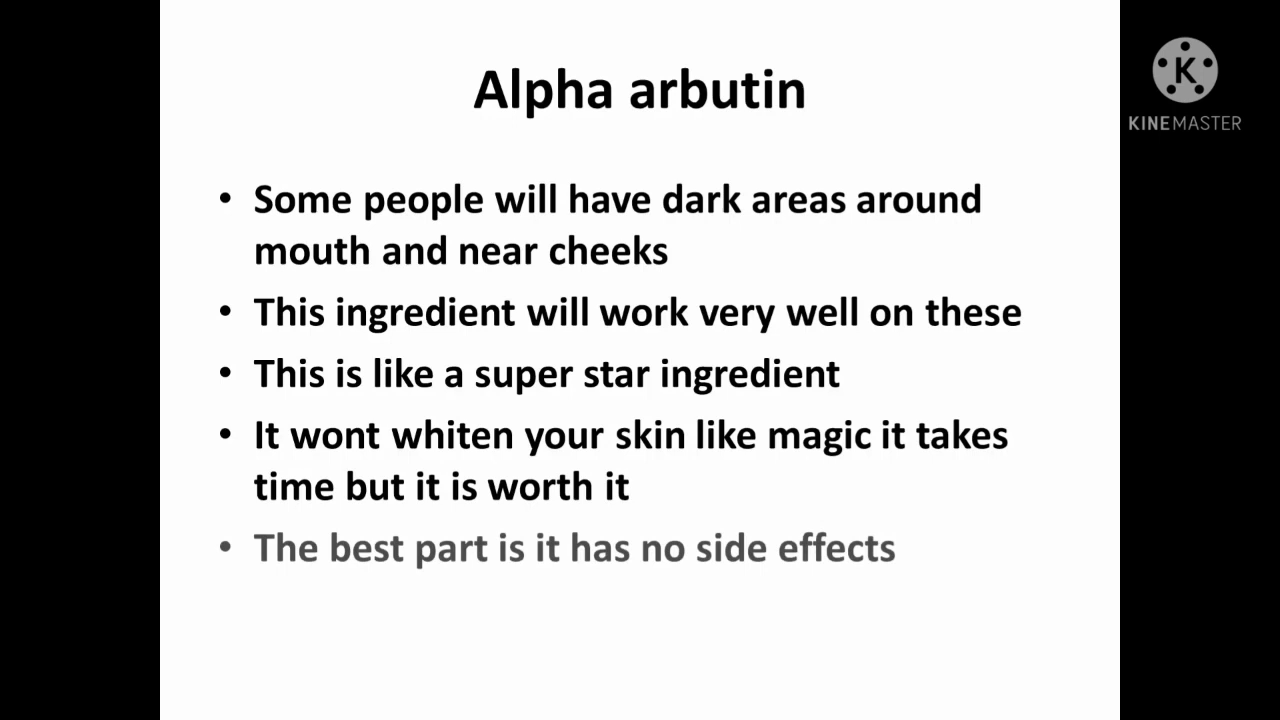 Alpha arbutin
KINEMASTER
• Some people will have dark areas around
mouth and near cheeks
• This ingredient will work very well on these
• This is like a super star ingredient
• It wont whiten your skin like magic it takes
time but it is worth it
• The best part is it has no side effects